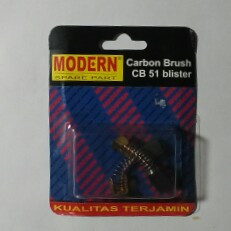 MODERN
SPARE PART
Carbon Brush
CB 51 blister
KUALITAS TERJAMIN